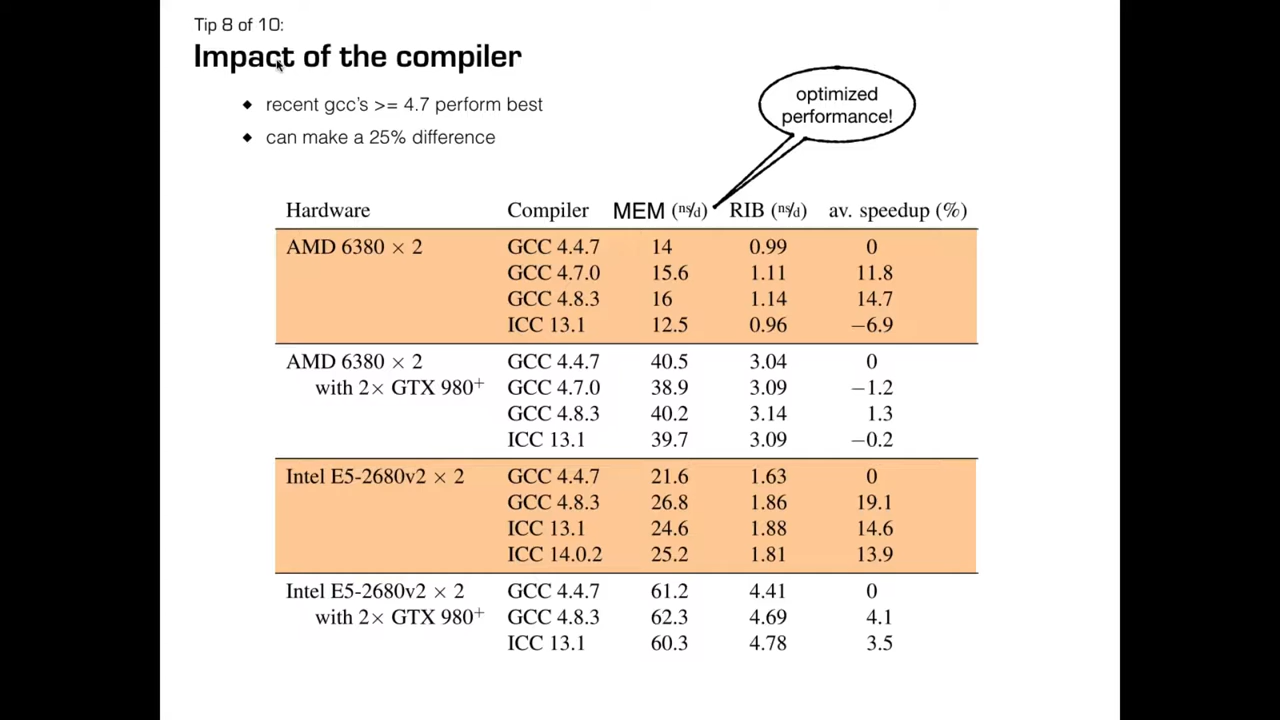 Tip 8 of 10:
Impact of the compiler
◆ recent gcc's >= 4.7 perform best
◆ can make a 25% difference
optimized
performance!
Hardware Compiler MEM (ns/d) RIB (ns/d) av. speedup (%)
AMD 6380 × 2 GCC 4.4.7 14 0.99 0
GCC 4.7.0 15.6 1.11 11.8
GCC 4.8.3 16 1.14 14.7
ICC 13.1 12.5 0.96 −6.9
AMD 6380 × 2 GCC 4.4.7 40.5 3.04 0
with 2× GTX 980⁺ GCC 4.7.0 38.9 3.09 −1.2
GCC 4.8.3 40.2 3.14 1.3
ICC 13.1 39.7 3.09 −0.2
Intel E5-2680v2 × 2 GCC 4.4.7 21.6 1.63 0
GCC 4.8.3 26.8 1.86 19.1
ICC 13.1 24.6 1.88 14.6
ICC 14.0.2 25.2 1.81 13.9
Intel E5-2680v2 × 2 GCC 4.4.7 61.2 4.41 0
with 2× GTX 980⁺ GCC 4.8.3 62.3 4.69 4.1
ICC 13.1 60.3 4.78 3.5